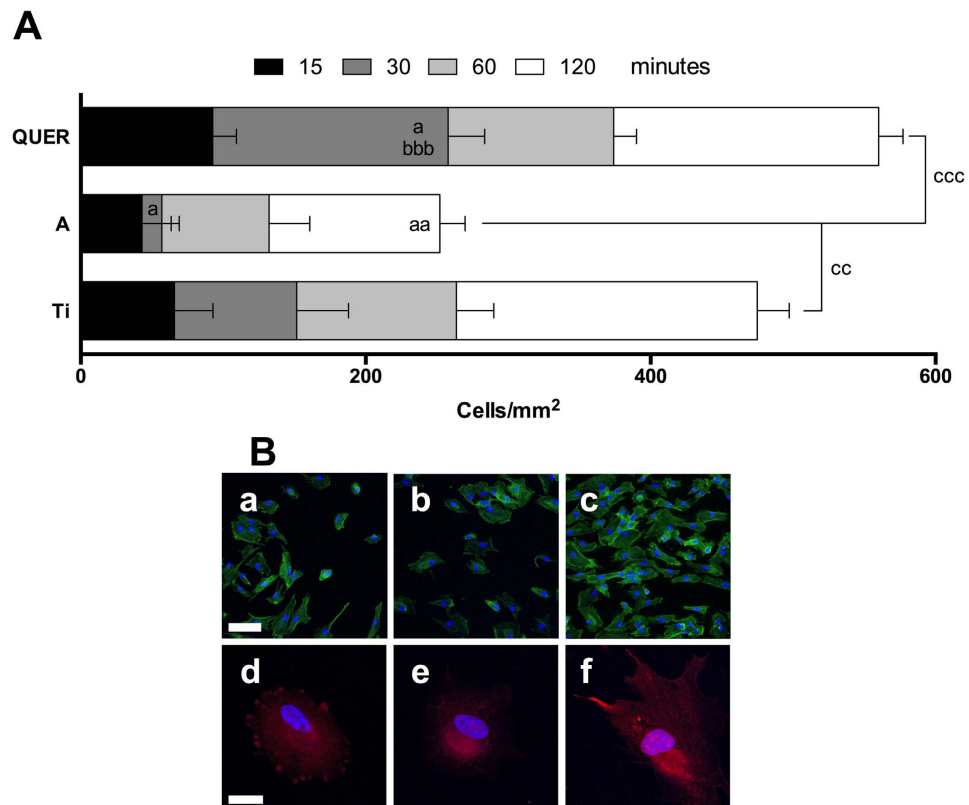 A
15 30 60 120 minutes
QUER
a
bbb
ccc
A
a
aa
cc
Ti
0 200 400 600
Cells/mm²
B
a b c
d e f